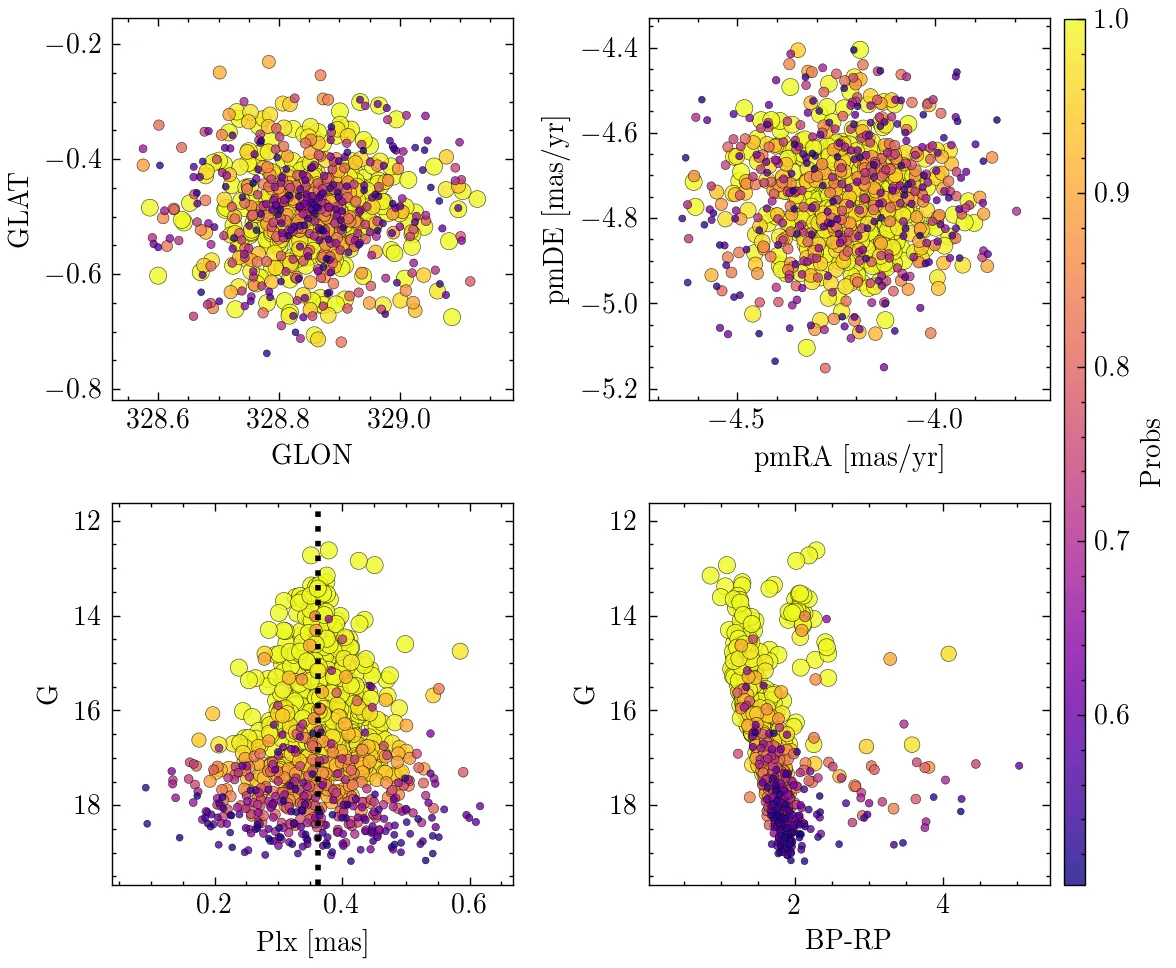 −0.2
−0.4
−0.6
−0.8
GLAT
328.6 328.8 329.0
GLON
−4.4
−4.6
−4.8
−5.0
−5.2
pmDE [mas/yr]
−4.5 −4.0
pmRA [mas/yr]
12
14
16
18
G
0.2 0.4 0.6
Plx [mas]
12
14
16
18
G
2 4
BP-RP
1.0
0.9
0.8
0.7
0.6
Probs